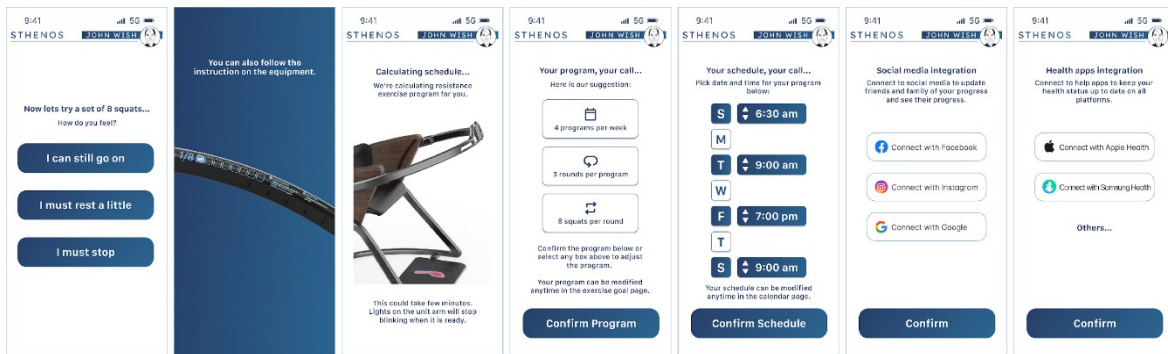 9:41
5G
STHENOS
JOHN WISH
Now lets try a set of 8 squats...
How do you feel?
I can still go on
I must rest a little
I must stop
You can also follow the
instruction on the equipment.
1/8
9:41
5G
STHENOS
JOHN WISH
Calculating schedule...
We're calculating resistance
exercise program for you.
This could take few minutes.
Lights on the unit arm will stop
blinking when it is ready.
9:41
5G
STHENOS
JOHN WISH
Your program, your call...
Here is our suggestion:
4 programs per week
3 rounds per program
8 squats per round
Confirm the program below or
select any box above to adjust
the program.
Your program can be modified
anytime in the exercise goal page.
Confirm Program
9:41
5G
STHENOS
JOHN WISH
Your schedule, your call...
Pick date and time for your program
below:
S 6:30 am
M
T 9:00 am
W
F 7:00 pm
T
S 9:00 am
Your schedule can be modified
anytime in the calendar page.
Confirm Schedule
9:41
5G
STHENOS
JOHN WISH
Social media integration
Connect to social media to update
friends and family of your progress
and see their progress.
Connect with Facebook
Connect with Instagram
Connect with Google
Confirm
9:41
5G
STHENOS
JOHN WISH
Health apps integration
Connect to help apps to keep your
health status up to date on all
platforms.
Connect with Apple Health
Connect with Samsung Health
Others...
Confirm